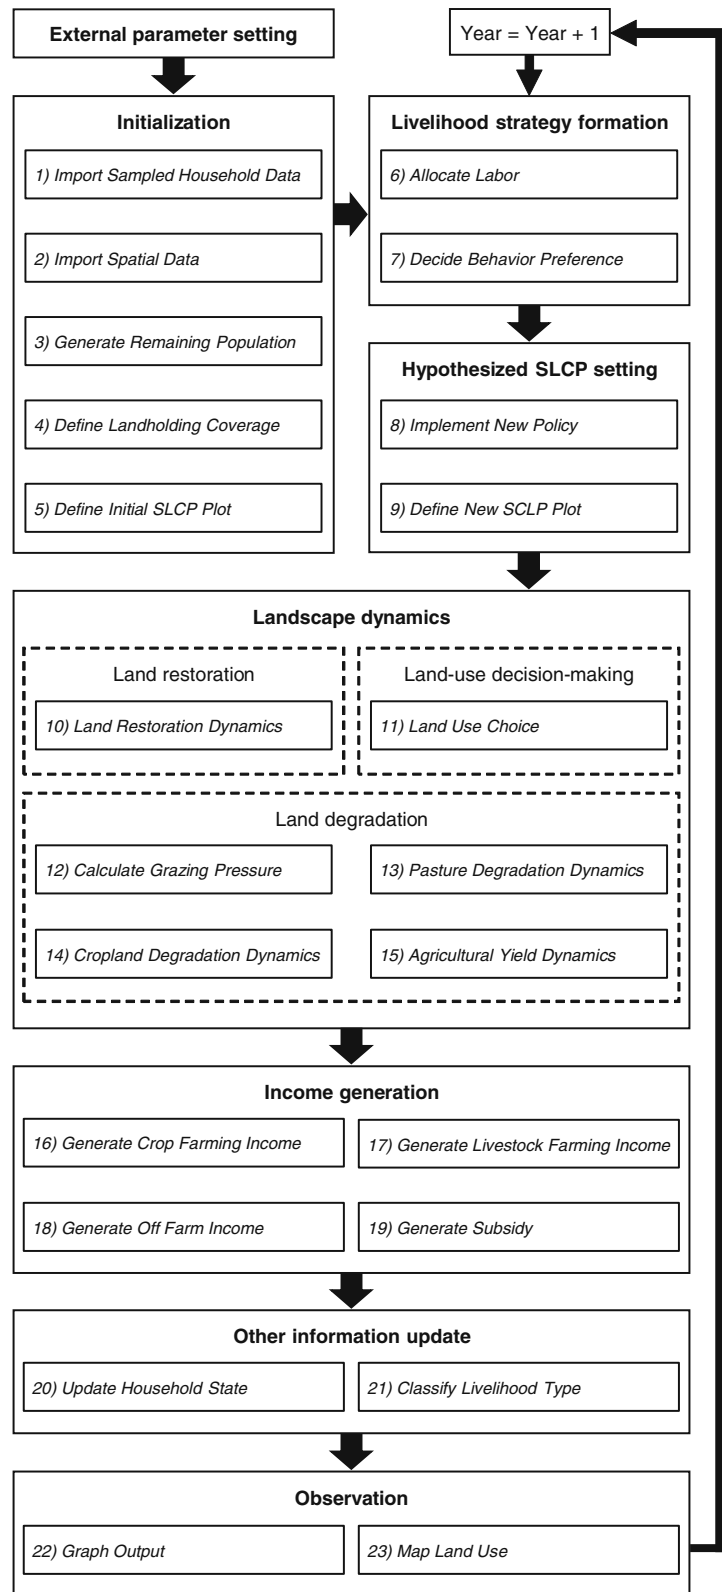 External parameter setting
Year = Year + 1
Initialization
1) Import Sampled Household Data
2) Import Spatial Data
3) Generate Remaining Population
4) Define Landholding Coverage
5) Define Initial SLCP Plot
Livelihood strategy formation
6) Allocate Labor
7) Decide Behavior Preference
Hypothesized SLCP setting
8) Implement New Policy
9) Define New SCLP Plot
Landscape dynamics
Land restoration
10) Land Restoration Dynamics
Land-use decision-making
11) Land Use Choice
Land degradation
12) Calculate Grazing Pressure
13) Pasture Degradation Dynamics
14) Cropland Degradation Dynamics
15) Agricultural Yield Dynamics
Income generation
16) Generate Crop Farming Income
17) Generate Livestock Farming Income
18) Generate Off Farm Income
19) Generate Subsidy
Other information update
20) Update Household State
21) Classify Livelihood Type
Observation
22) Graph Output
23) Map Land Use